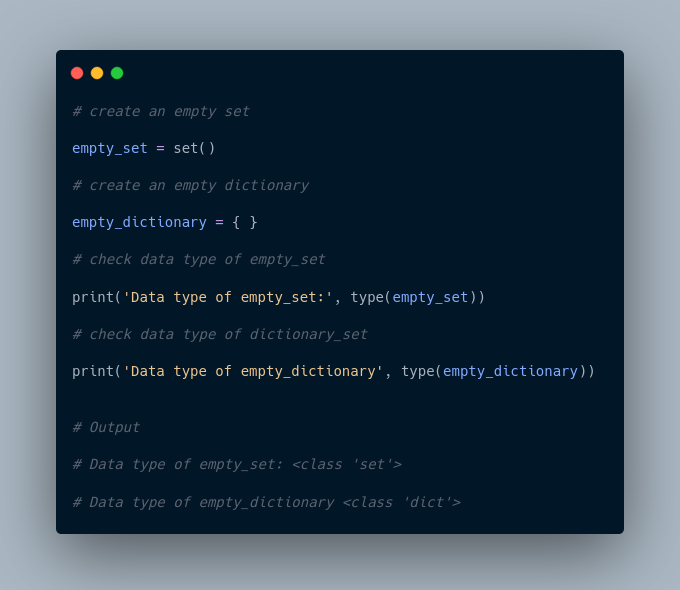 # create an empty set
empty_set = set()
# create an empty dictionary
empty_dictionary = { }
# check data type of empty_set
print('Data type of empty_set:', type(empty_set))
# check data type of dictionary_set
print('Data type of empty_dictionary', type(empty_dictionary))
# Output
# Data type of empty_set: <class 'set'>
# Data type of empty_dictionary <class 'dict'>